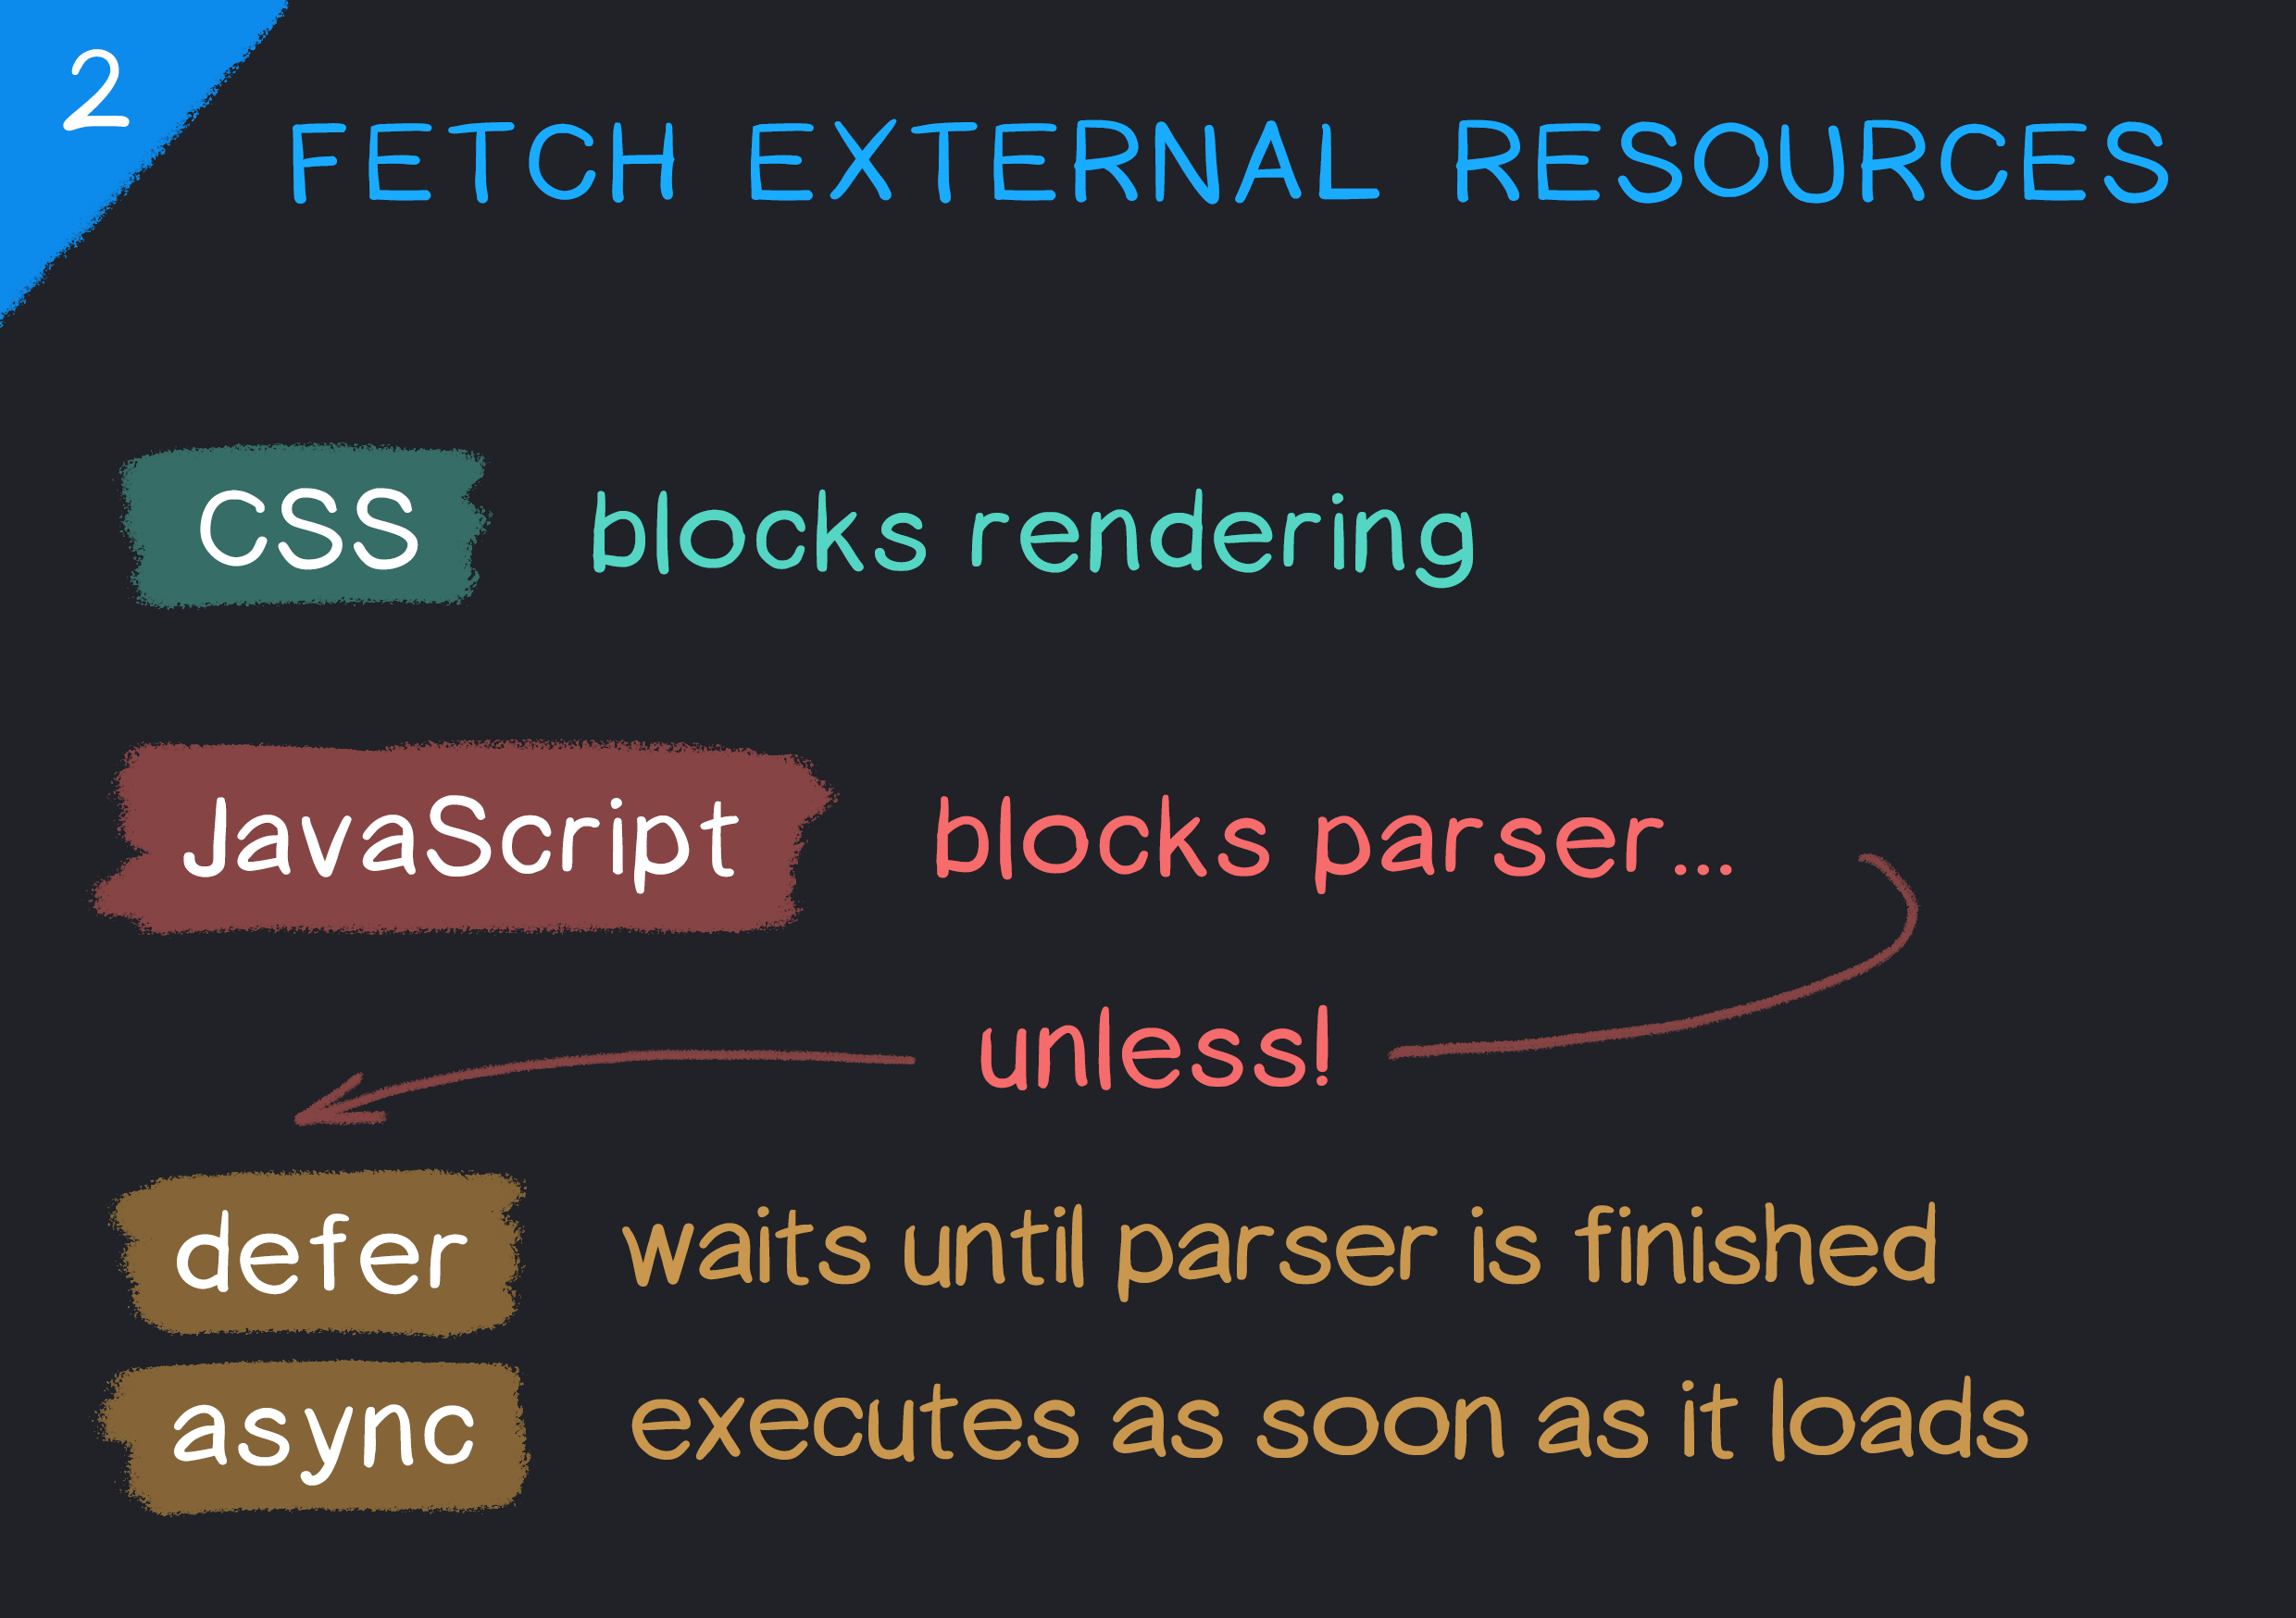 2
FETCH EXTERNAL RESOURCES
CSS blocks rendering
JavaScript blocks parser...
unless!
defer waits until parser is finished
async executes as soon as it loads